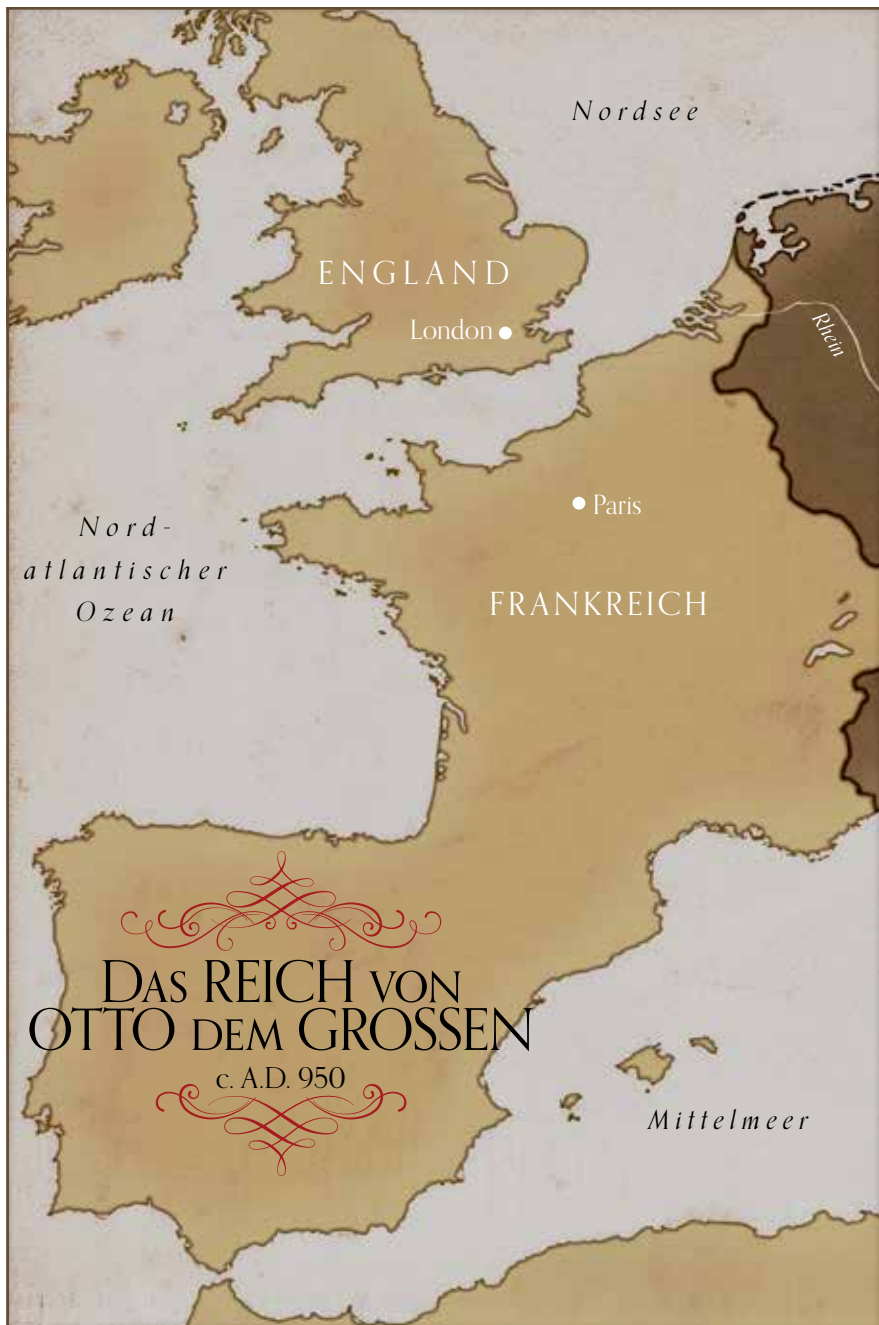 Nordsee
ENGLAND
London
Rhein
Paris
Nord-
atlantischer
Ozean
FRANKREICH
DAS REICH VON
OTTO DEM GROSSEN
c. A.D. 950
Mittelmeer